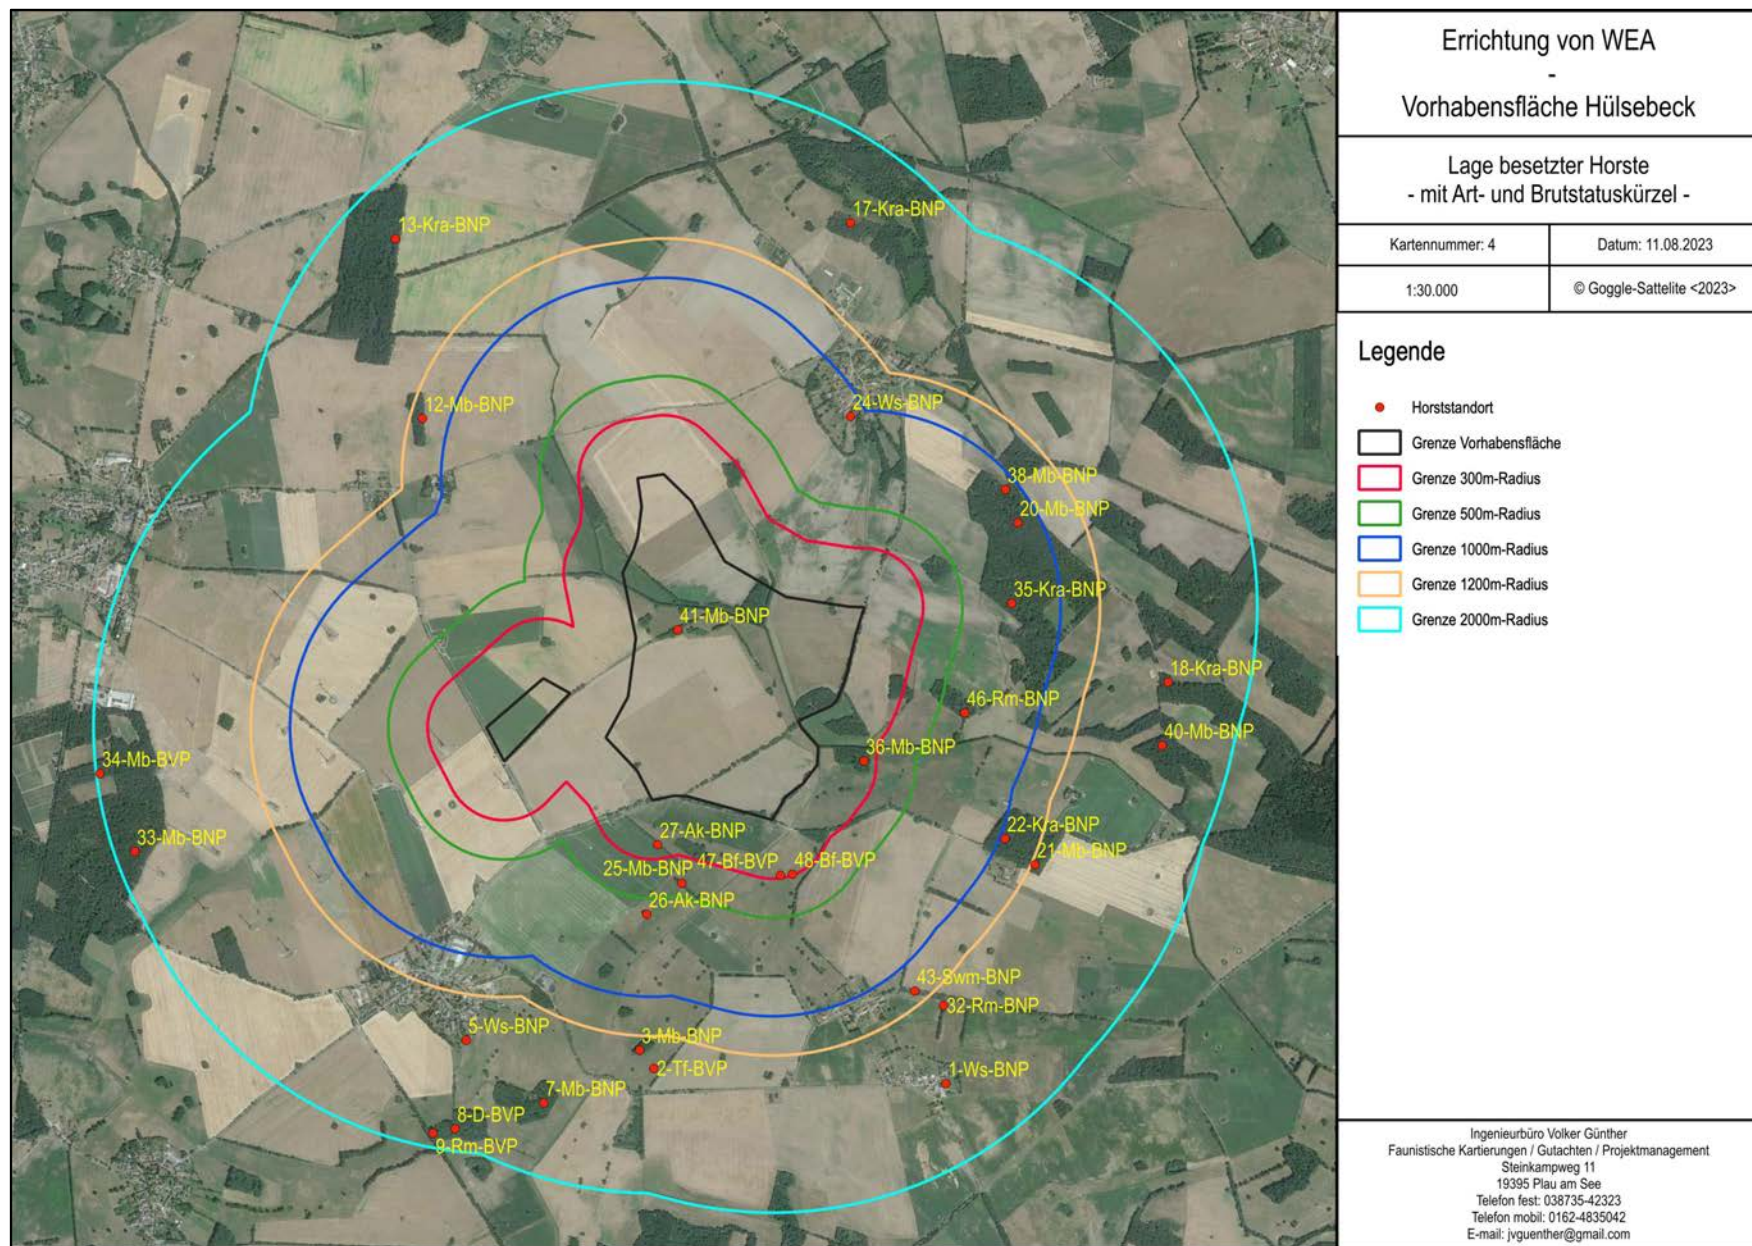 Errichtung von WEA
-
Vorhabensfläche Hülsebeck
Lage besetzter Horste
- mit Art- und Brutstatuskürzel -
Kartennummer: 4
Datum: 11.08.2023
1:30.000
© Goggle-Sattelite <2023>
Legende
Horststandort
Grenze Vorhabensfläche
Grenze 300m-Radius
Grenze 500m-Radius
Grenze 1000m-Radius
Grenze 1200m-Radius
Grenze 2000m-Radius
17-Kra-BNP
13-Kra-BNP
12-Mb-BNP
24-Ws-BNP
38-Mb-BNP
20-Mb-BNP
35-Kra-BNP
41-Mb-BNP
18-Kra-BNP
46-Rm-BNP
40-Mb-BNP
36-Mb-BNP
34-Mb-BVP
33-Mb-BNP
22-Kra-BNP
27-Ak-BNP
21-Mb-BNP
47-Bf-BVP
48-Bf-BVP
25-Mb-BNP
26-Ak-BNP
43-Swm-BNP
32-Rm-BNP
5-Ws-BNP
3-Mb-BNP
2-Tf-BVP
1-Ws-BNP
7-Mb-BNP
8-D-BVP
9-Rm-BVP
Ingenieurbüro Volker Günther
Faunistische Kartierungen / Gutachten / Projektmanagement
Steinkampweg 11
19395 Plau am See
Telefon fest: 038735-42323
Telefon mobil: 0162-4835042
E-mail: jvguenther@gmail.com